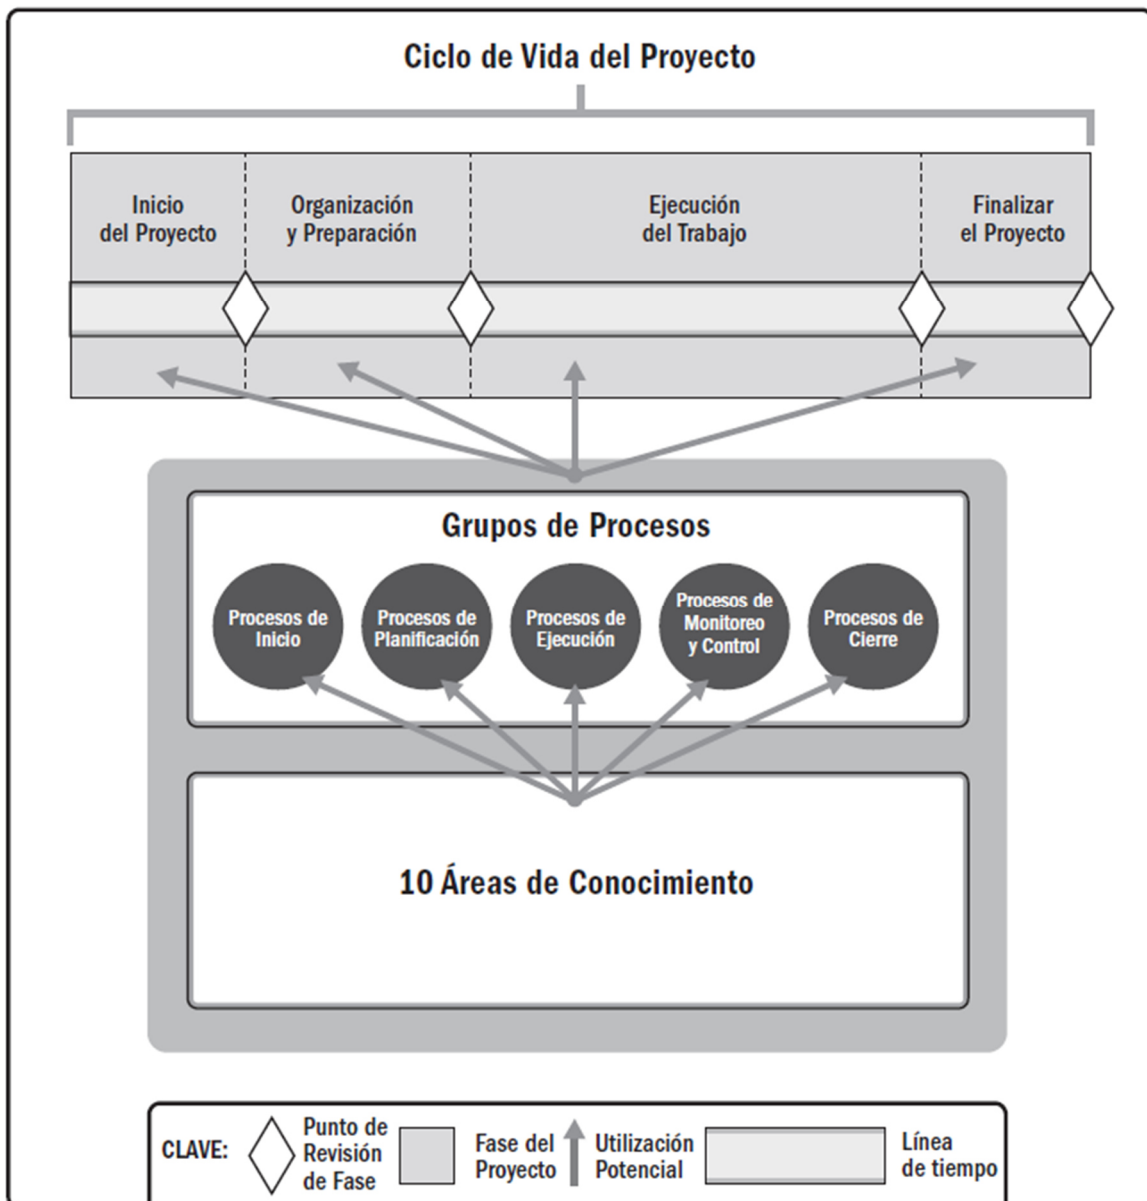 Ciclo de Vida del Proyecto
Inicio
del Proyecto
Organización
y Preparación
Ejecución
del Trabajo
Finalizar
el Proyecto
Grupos de Procesos
Procesos de
Inicio
Procesos de
Planificación
Procesos de
Ejecución
Procesos de
Monitoreo
y Control
Procesos de
Cierre
10 Áreas de Conocimiento
CLAVE:
Punto de
Revisión
de Fase
Fase del
Proyecto
Utilización
Potencial
Línea
de tiempo